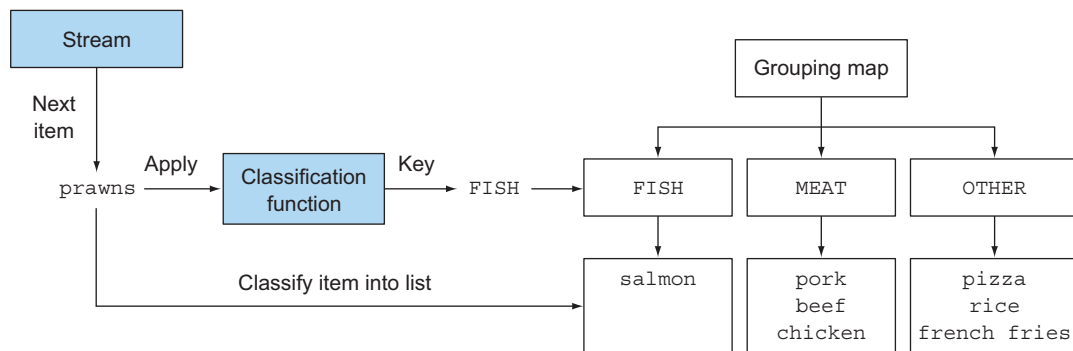 Stream
Grouping map
Next
item
Apply
Key
prawns
Classification
function
FISH
FISH
MEAT
OTHER
Classify item into list
salmon
pork
beef
chicken
pizza
rice
french fries